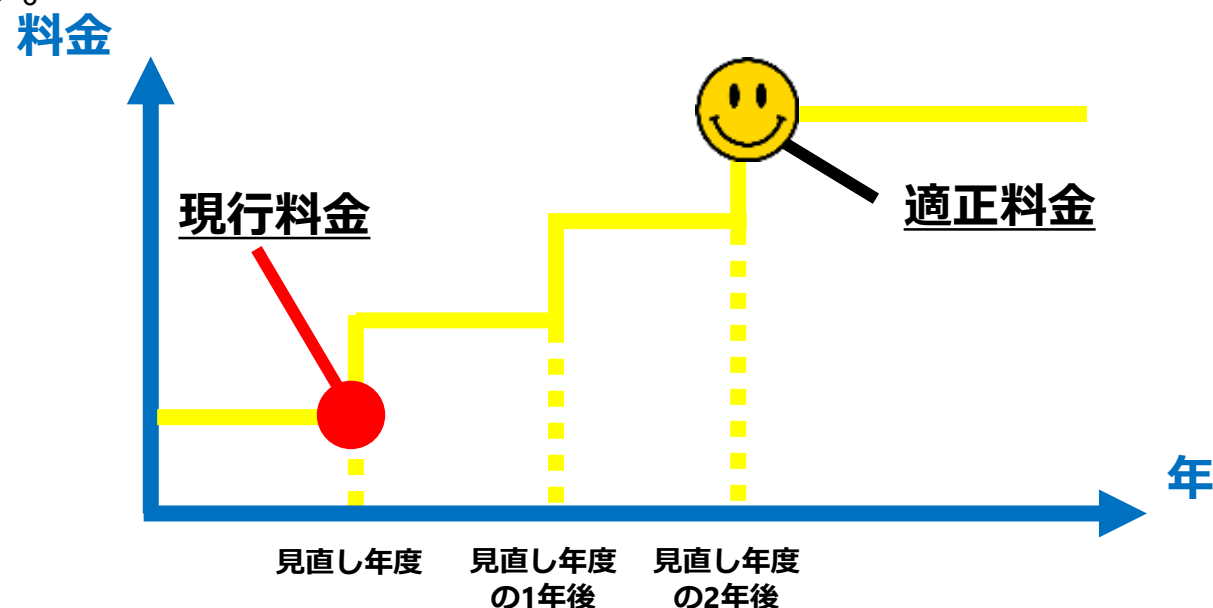 。
料金
現行料金
適正料金
年
見直し年度
見直し年度
の1年後
見直し年度
の2年後